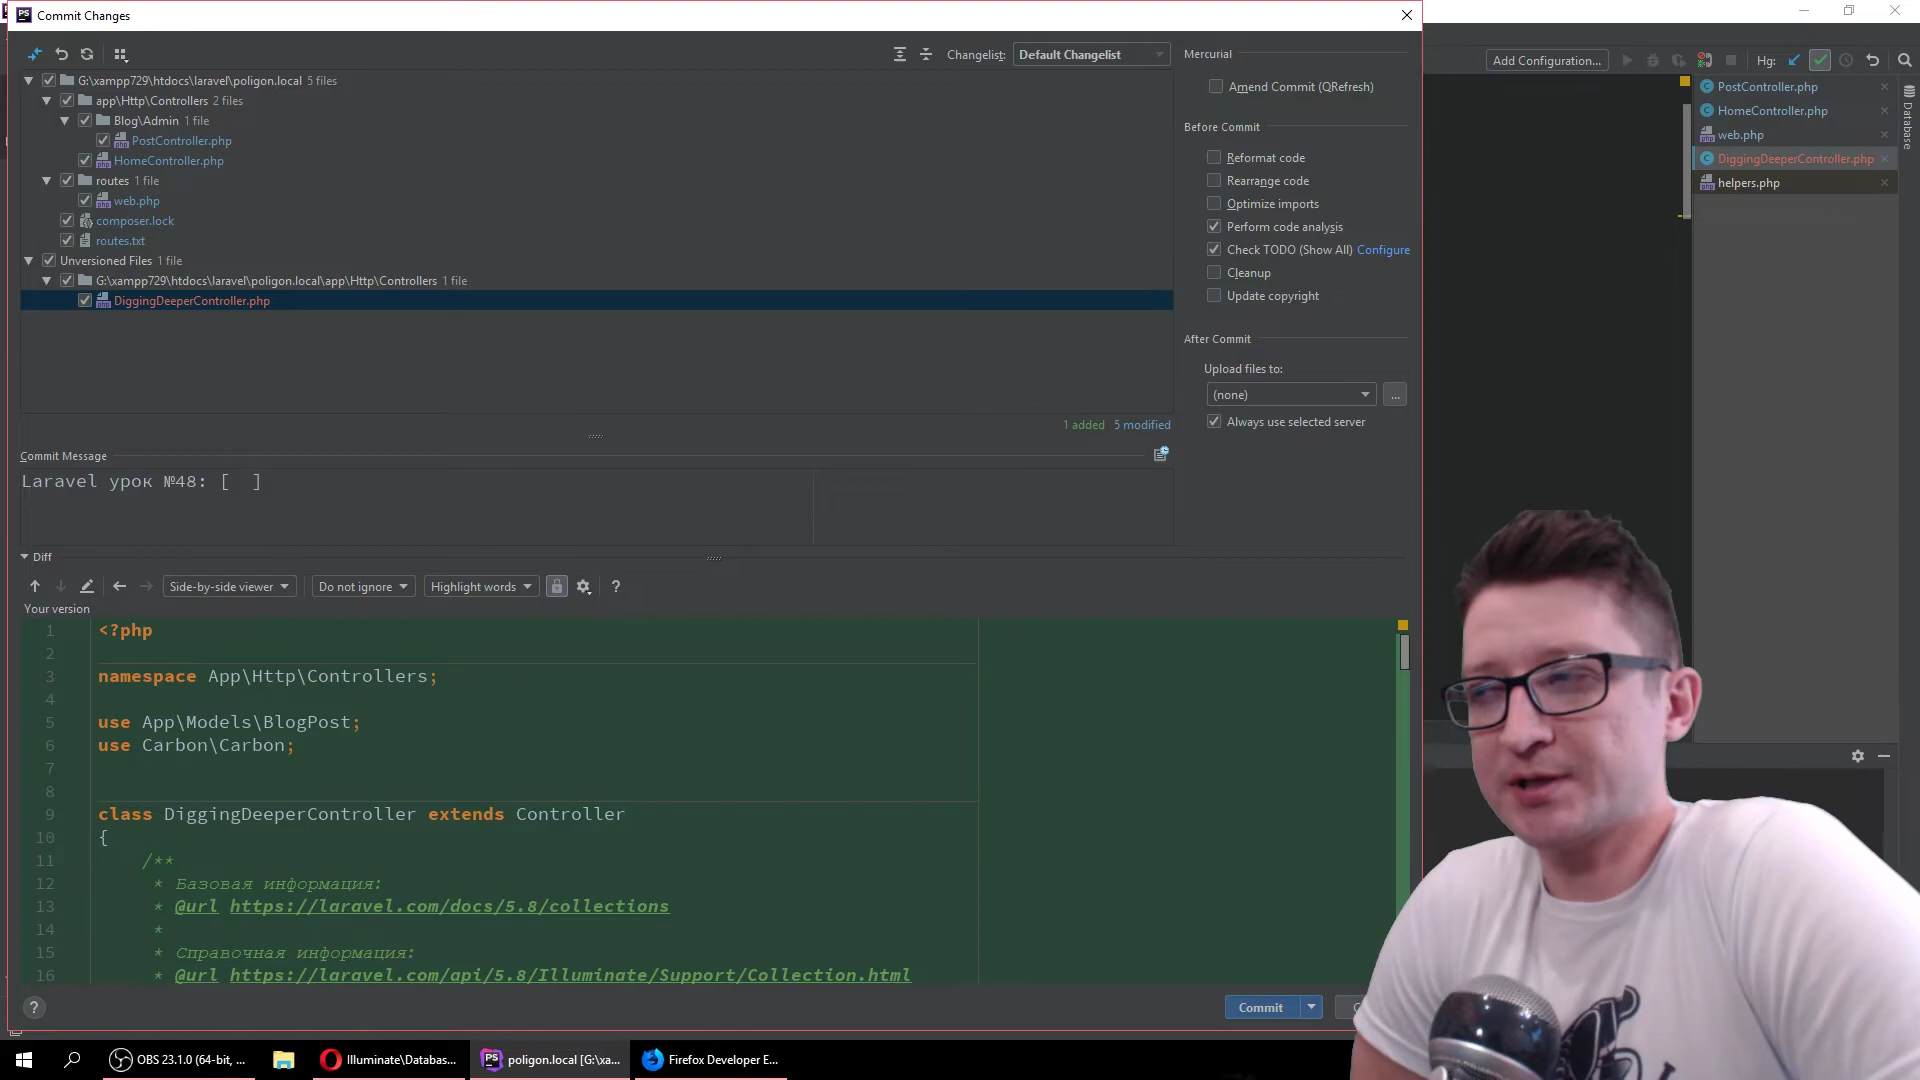 Commit Changes
Changelist: Default Changelist
G:\xampp729\htdocs\laravel\poligon.local 5 files
app\Http\Controllers 2 files
Blog\Admin 1 file
PostController.php
HomeController.php
routes 1 file
web.php
composer.lock
routes.txt
Unversioned Files 1 file
G:\xampp729\htdocs\laravel\poligon.local\app\Http\Controllers 1 file
DiggingDeeperController.php
1 added 5 modified
Mercurial
Amend Commit (QRefresh)
Before Commit
Reformat code
Rearrange code
Optimize imports
Perform code analysis
Check TODO (Show All) Configure
Cleanup
Update copyright
After Commit
Upload files to:
(none)
...
Always use selected server
Commit Message
Laravel урок №48: [  ]
Diff
Side-by-side viewer
Do not ignore
Highlight words
?
Your version
1 <?php
2
3 namespace App\Http\Controllers;
4
5 use App\Models\BlogPost;
6 use Carbon\Carbon;
7
8
9 class DiggingDeeperController extends Controller
10 {
11 /**
12 * Базовая информация:
13 * @url https://laravel.com/docs/5.8/collections
14 *
15 * Справочная информация:
16 * @url https://laravel.com/api/5.8/Illuminate/Support/Collection.html
?
Commit
Add Configuration...
Hg:
PostController.php
HomeController.php
web.php
DiggingDeeperController.php
helpers.php
Database
OBS 23.1.0 (64-bit, ...
Illuminate\Databas...
poligon.local [G:\xa...
Firefox Developer E...